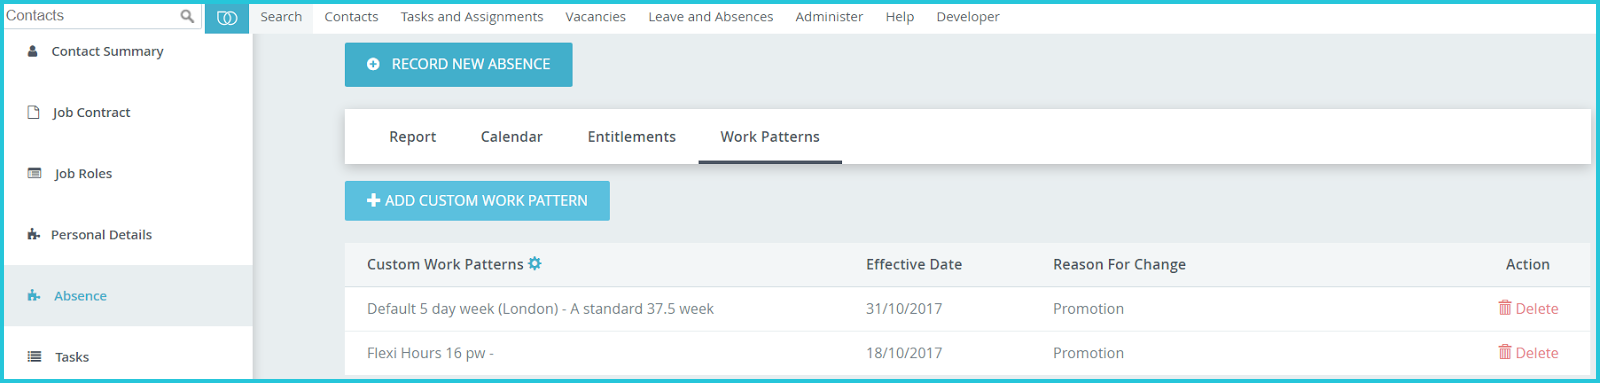 Contacts
Search Contacts Tasks and Assignments Vacancies Leave and Absences Administer Help Developer
Contact Summary
Job Contract
Job Roles
Personal Details
Absence
Tasks
RECORD NEW ABSENCE
Report Calendar Entitlements Work Patterns
ADD CUSTOM WORK PATTERN
Custom Work Patterns Effective Date Reason For Change Action
Default 5 day week (London) - A standard 37.5 week 31/10/2017 Promotion Delete
Flexi Hours 16 pw - 18/10/2017 Promotion Delete